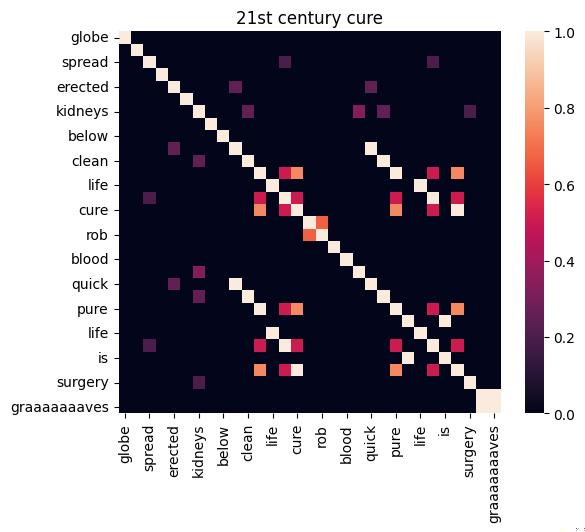 21st century cure
globe
spread
erected
kidneys
below
clean
life
cure
rob
blood
quick
pure
life
is
surgery
graaaaaaaves
globe
spread
erected
kidneys
below
clean
life
cure
rob
blood
quick
pure
life
is
surgery
graaaaaaaves
1.0
0.8
0.6
0.4
0.2
0.0